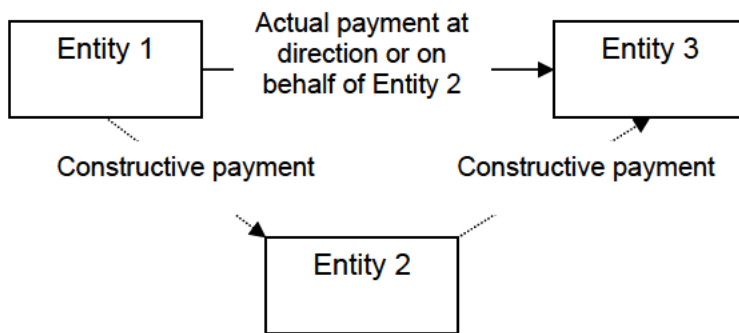 Entity 1
Actual payment at
direction or on
behalf of Entity 2
Entity 3
Constructive payment
Constructive payment
Entity 2